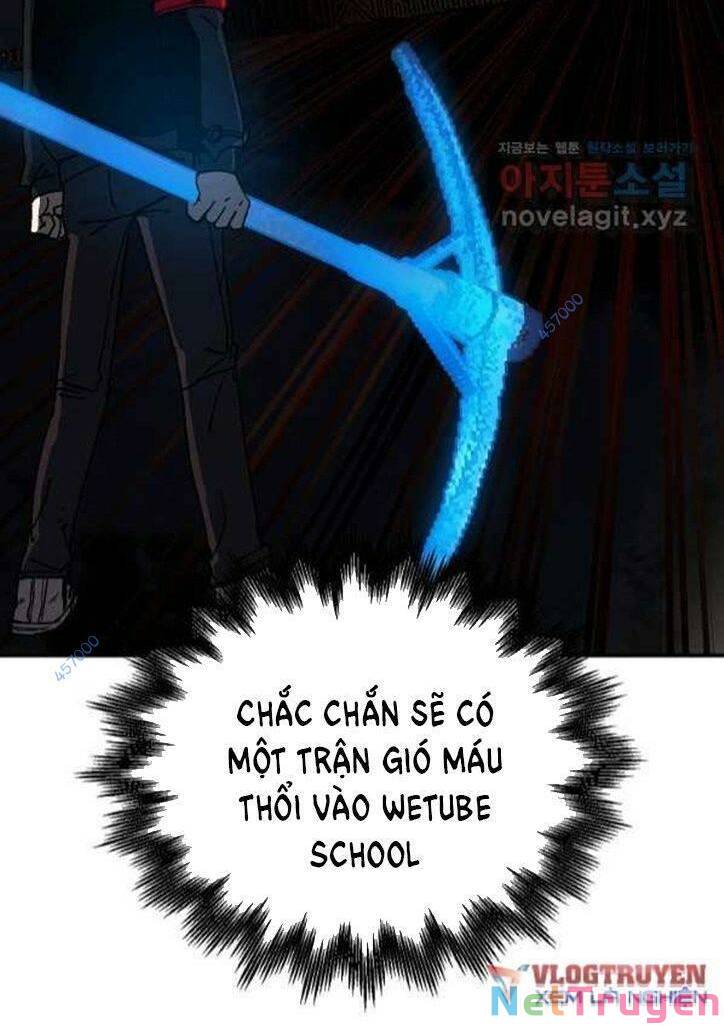 지금보는 웹툰 원작소설 보러가기
아지툰소설
novelagit.xyz
457000
457000
CHẮC CHẮN SẼ CÓ
MỘT TRẬN GIÓ MÁU
THỔI VÀO WETUBE
SCHOOL
VLOGTRUYEN
XEM LÀ NGHIỆN
NetTruyen